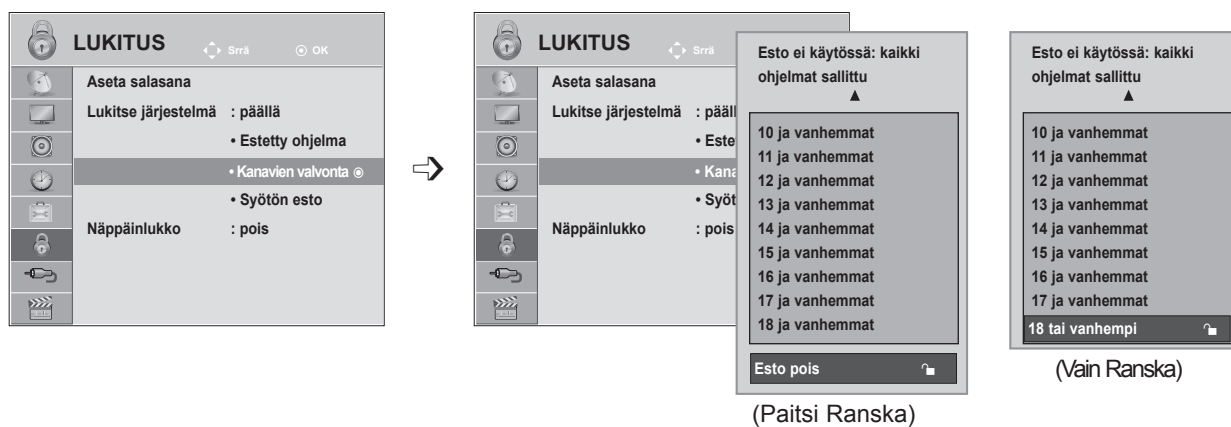 LUKITUS
Srrä
OK
Aseta salasana
Lukitse järjestelmä : päällä
• Estetty ohjelma
• Kanavien valvonta
• Syötön esto
Näppäinlukko : pois
LUKITUS
Srrä
Aseta salasana
Lukitse järjestelmä : pääll
• Este
• Kana
• Syöt
Näppäinlukko : pois
Esto ei käytössä: kaikki
ohjelmat sallittu
10 ja vanhemmat
11 ja vanhemmat
12 ja vanhemmat
13 ja vanhemmat
14 ja vanhemmat
15 ja vanhemmat
16 ja vanhemmat
17 ja vanhemmat
18 ja vanhemmat
Esto pois
(Paitsi Ranska)
Esto ei käytössä: kaikki
ohjelmat sallittu
10 ja vanhemmat
11 ja vanhemmat
12 ja vanhemmat
13 ja vanhemmat
14 ja vanhemmat
15 ja vanhemmat
16 ja vanhemmat
17 ja vanhemmat
18 tai vanhempi
(Vain Ranska)